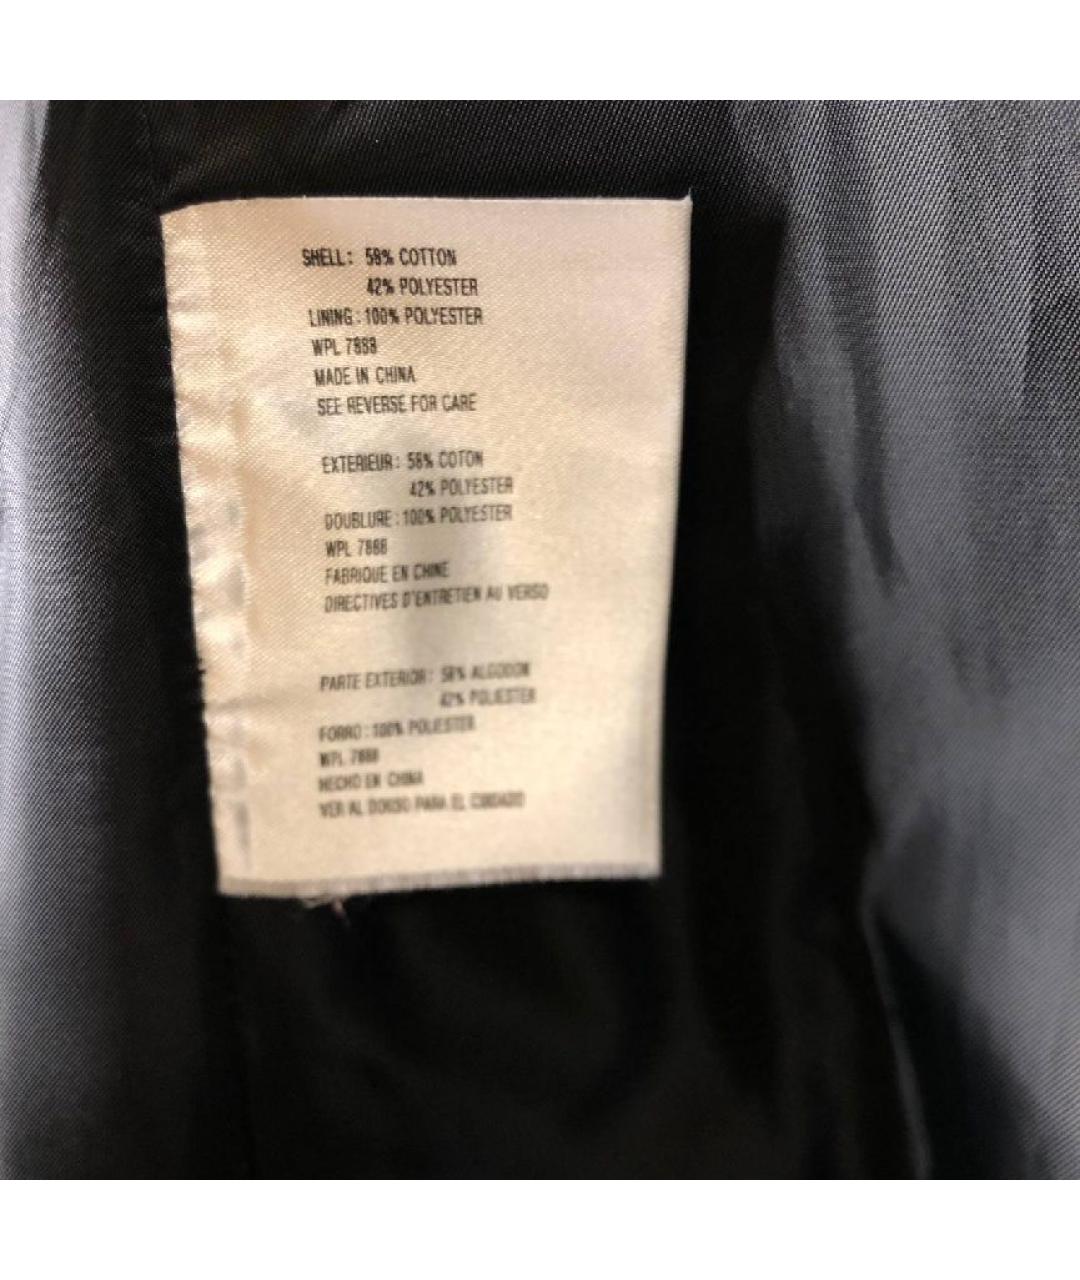 SHELL: 58% COTTON
42% POLYESTER
LINING: 100% POLYESTER
WPL 7888
MADE IN CHINA
SEE REVERSE FOR CARE
EXTERIEUR: 58% COTON
42% POLYESTER
DOUBLURE: 100% POLYESTER
WPL 7888
FABRIQUE EN CHINE
DIRECTIVES D'ENTRETIEN AU VERSO
PARTE EXTERIOR: 58% ALGODON
42% POLIESTER
FORRO: 100% POLIESTER
WPL 7888
HECHO EN CHINA
VER AL DORSO PARA EL CUIDADO